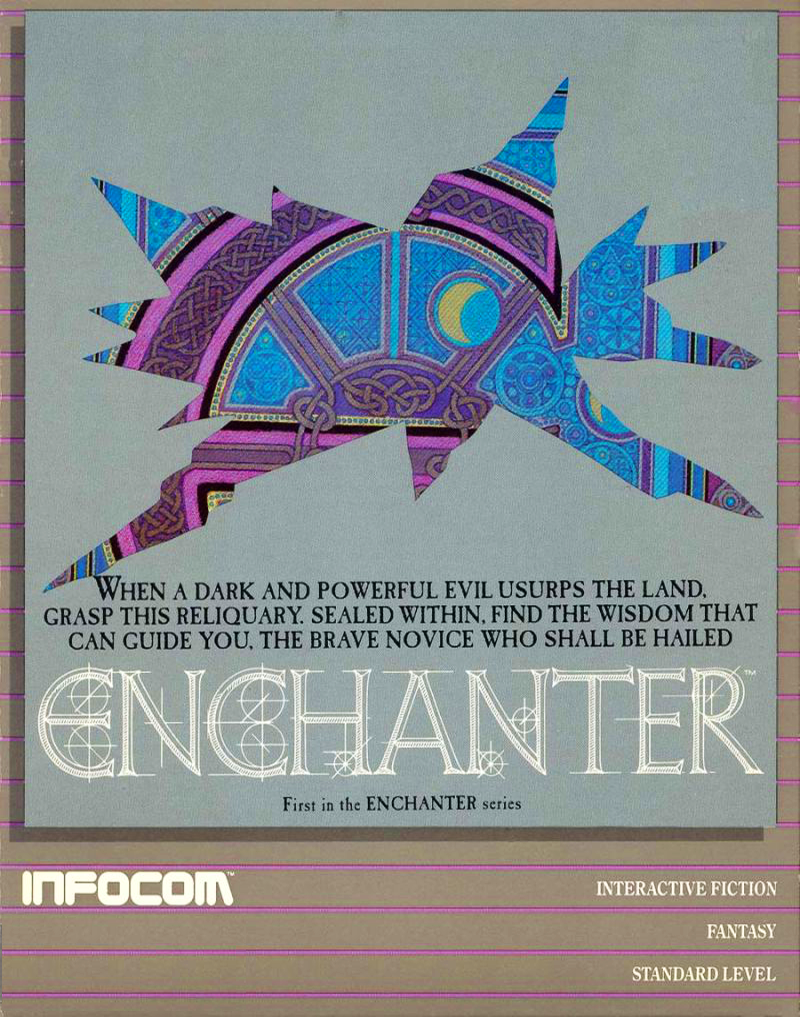 WHEN A DARK AND POWERFUL EVIL USURPS THE LAND,
GRASP THIS RELIQUARY. SEALED WITHIN, FIND THE WISDOM THAT
CAN GUIDE YOU, THE BRAVE NOVICE WHO SHALL BE HAILED
ENCHANTER™
First in the ENCHANTER series
INFOCOM™
INTERACTIVE FICTION
FANTASY
STANDARD LEVEL